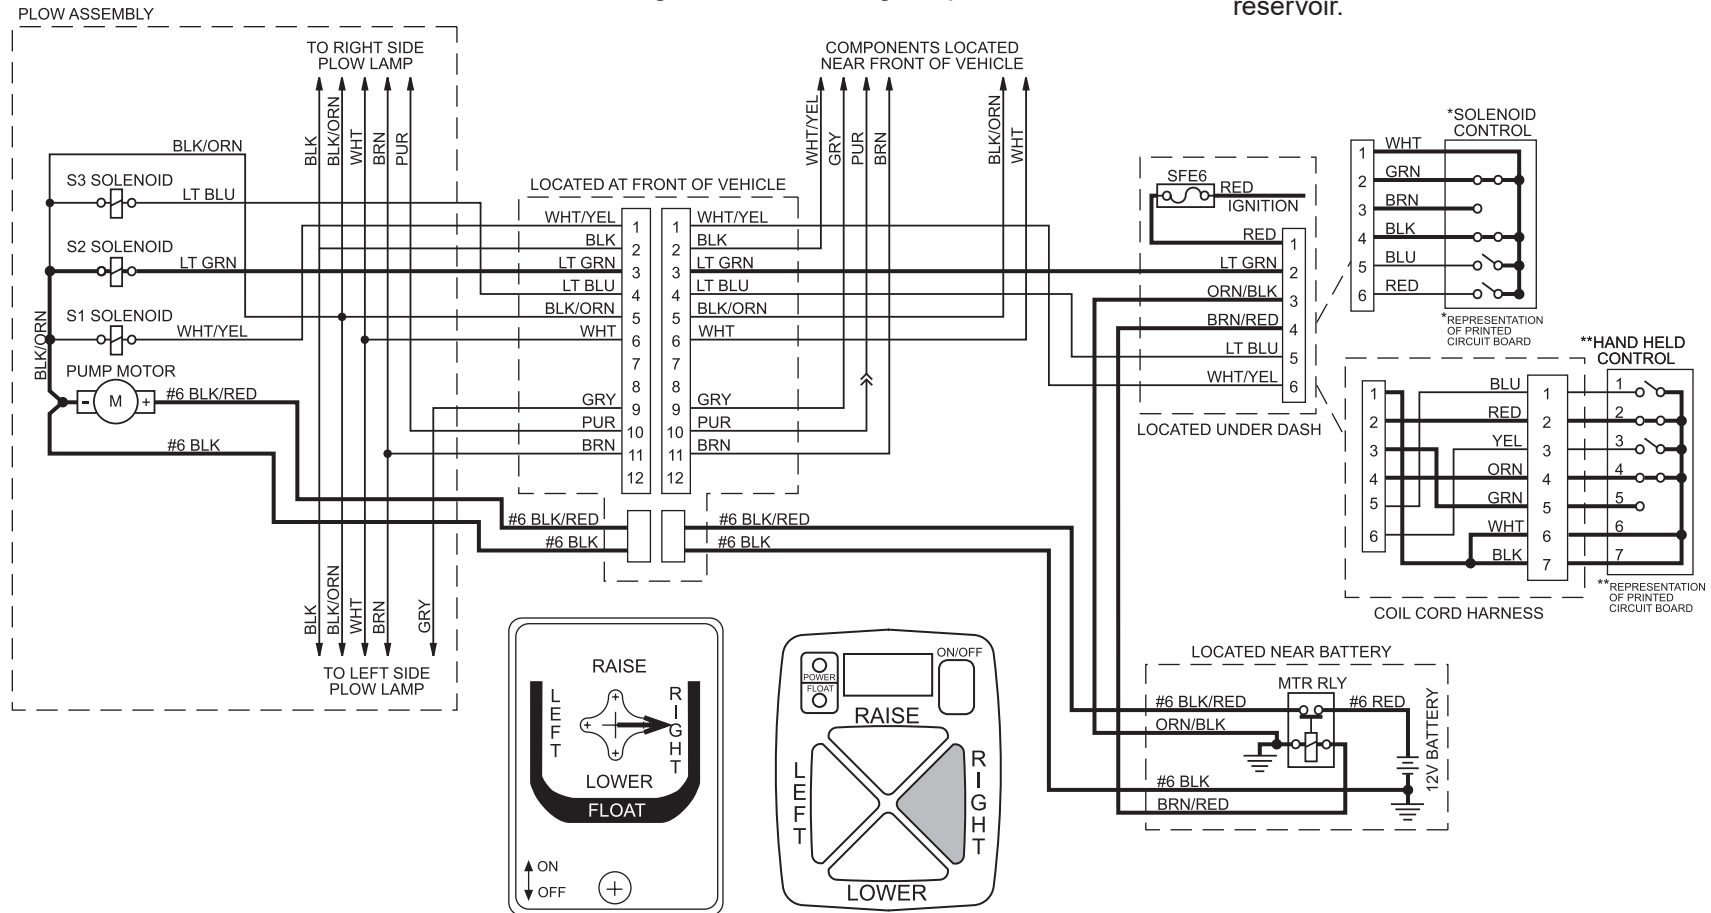 reservoir.
PLOW ASSEMBLY
TO RIGHT SIDE
PLOW LAMP
BLK
BLK/ORN
WHT
BRN
PUR
BLK/ORN
S3 SOLENOID
LT BLU
S2 SOLENOID
LT GRN
S1 SOLENOID
WHT/YEL
BLK/ORN
PUMP MOTOR
- M +
#6 BLK/RED
#6 BLK
BLK
BLK/ORN
WHT
BRN
GRY
TO LEFT SIDE
PLOW LAMP
COMPONENTS LOCATED
NEAR FRONT OF VEHICLE
WHT/YEL
GRY
PUR
BRN
BLK/ORN
WHT
LOCATED AT FRONT OF VEHICLE
WHT/YEL 1 1 WHT/YEL
BLK 2 2 BLK
LT GRN 3 3 LT GRN
LT BLU 4 4 LT BLU
BLK/ORN 5 5 BLK/ORN
WHT 6 6 WHT
7 7
8 8
GRY 9 9 GRY
PUR 10 10 PUR
BRN 11 11 BRN
12 12
#6 BLK/RED #6 BLK/RED
#6 BLK #6 BLK
SFE6
RED
IGNITION
RED 1
LT GRN 2
ORN/BLK 3
BRN/RED 4
LT BLU 5
WHT/YEL 6
LOCATED UNDER DASH
*SOLENOID
CONTROL
1 WHT
2 GRN
3 BRN
4 BLK
5 BLU
6 RED
*REPRESENTATION
OF PRINTED
CIRCUIT BOARD
**HAND HELD
CONTROL
1 BLU 1 1
2 RED 2 2
3 YEL 3 3
4 ORN 4 4
5 GRN 5 5
6 WHT 6 6
BLK 7 7
**REPRESENTATION
OF PRINTED
CIRCUIT BOARD
COIL CORD HARNESS
LOCATED NEAR BATTERY
MTR RLY
#6 BLK/RED
#6 RED
ORN/BLK
#6 BLK
BRN/RED
12V BATTERY
RAISE
LEFT
RIGHT
LOWER
FLOAT
ON
OFF
POWER
FLOAT
ON/OFF
RAISE
LEFT
RIGHT
LOWER